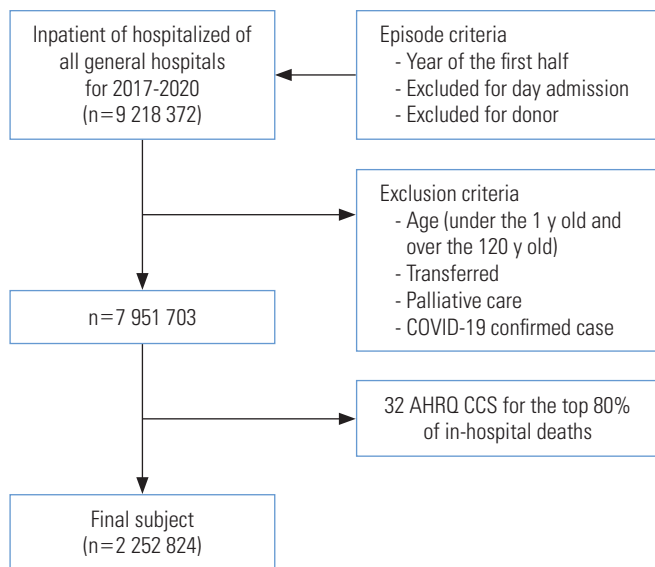 Inpatient of hospitalized of
all general hospitals
for 2017-2020
(n=9 218 372)
Episode criteria
- Year of the first half
- Excluded for day admission
- Excluded for donor
Exclusion criteria
- Age (under the 1 y old and
over the 120 y old)
- Transferred
- Palliative care
- COVID-19 confirmed case
n=7 951 703
32 AHRQ CCS for the top 80%
of in-hospital deaths
Final subject
(n=2 252 824)